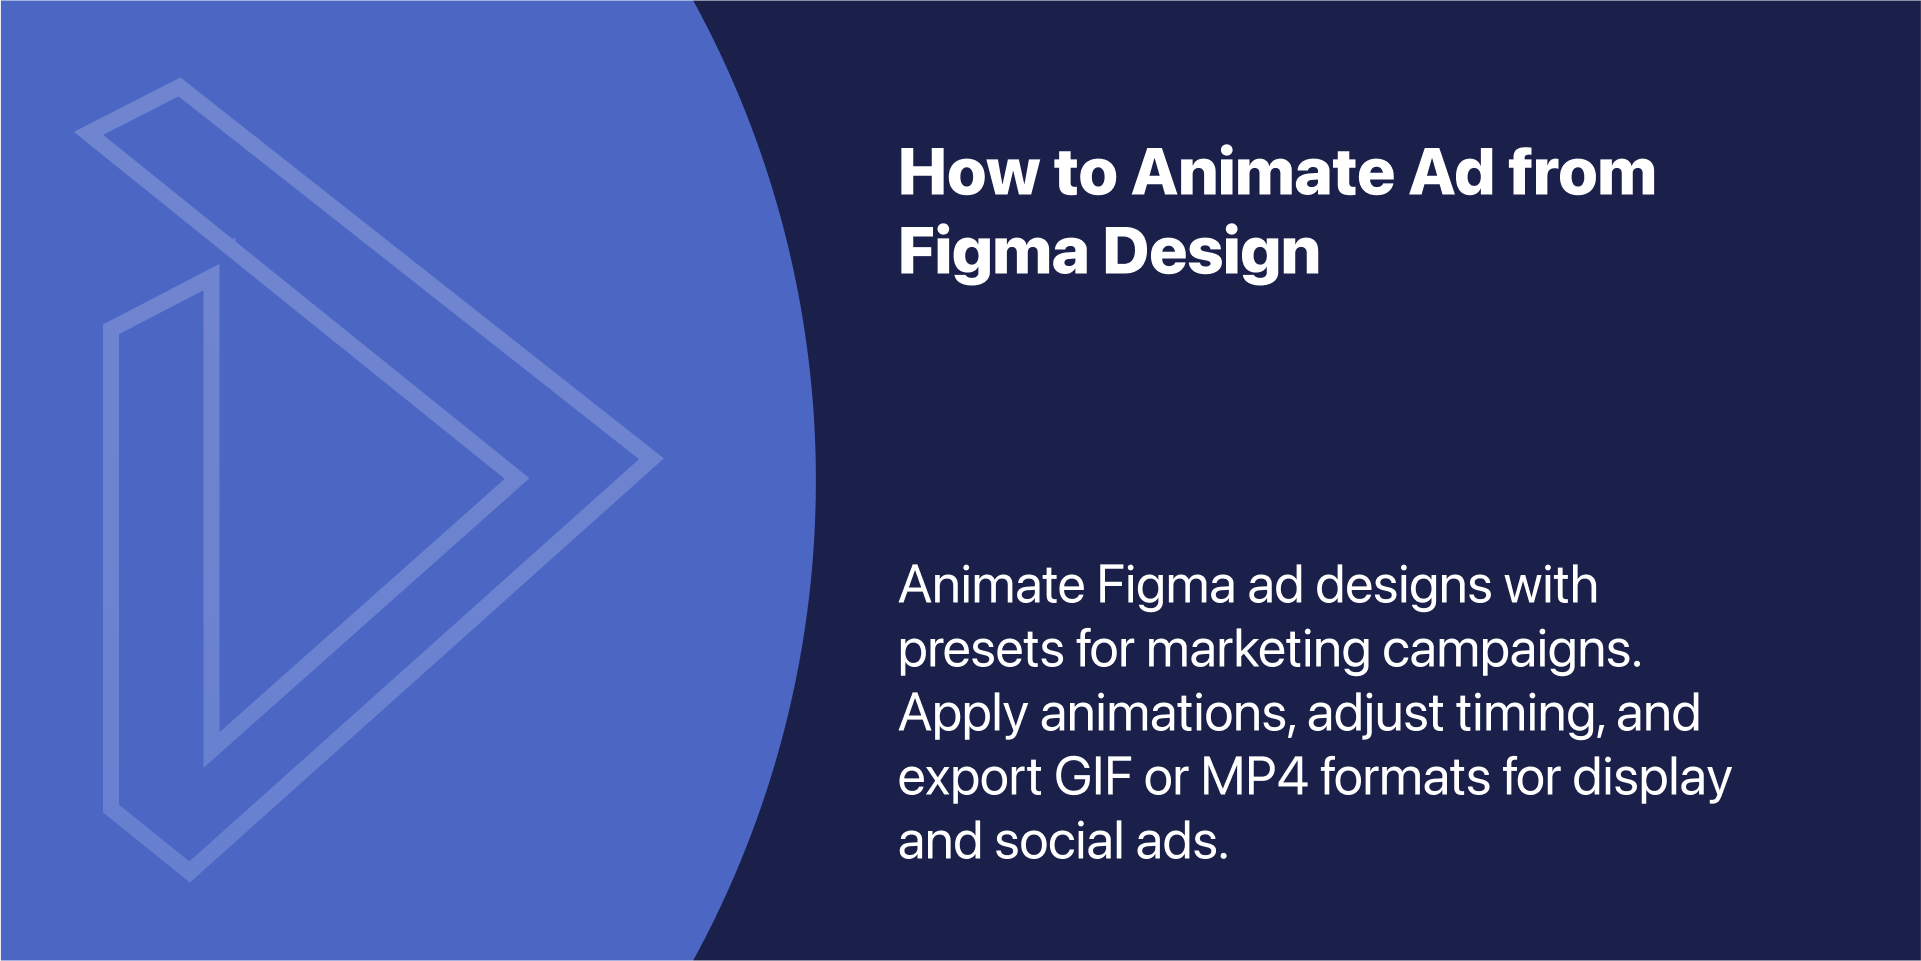 How to Animate Ad from
Figma Design
Animate Figma ad designs with
presets for marketing campaigns.
Apply animations, adjust timing, and
export GIF or MP4 formats for display
and social ads.